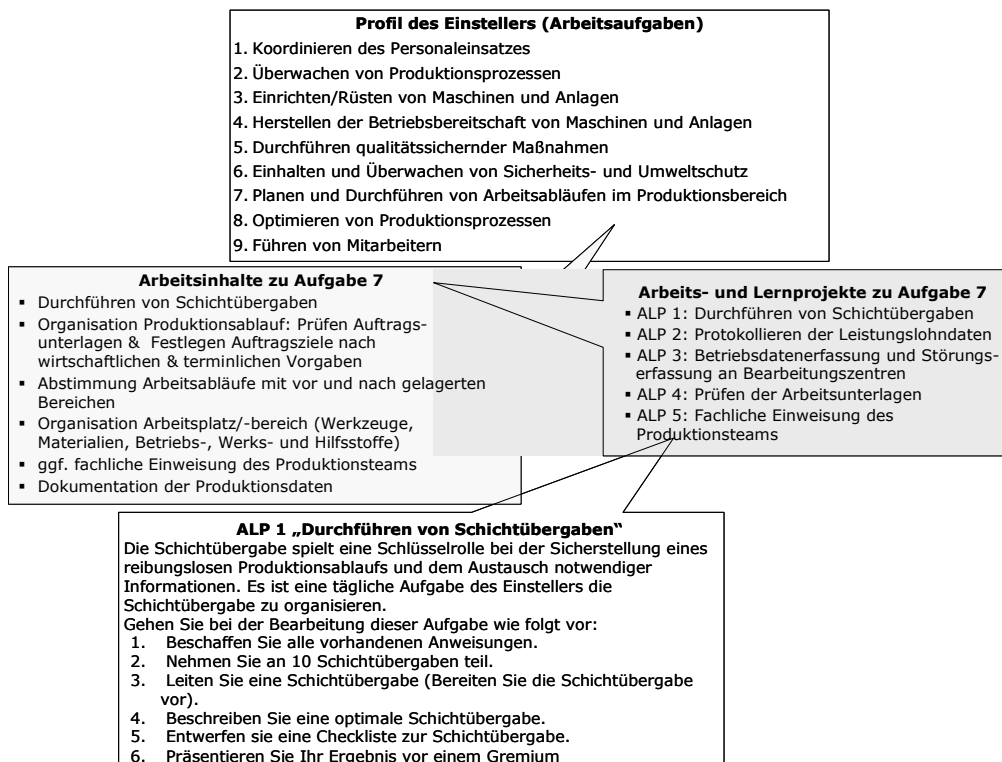 Profil des Einstellers (Arbeitsaufgaben)
1. Koordinieren des Personaleinsatzes
2. Überwachen von Produktionsprozessen
3. Einrichten/Rüsten von Maschinen und Anlagen
4. Herstellen der Betriebsbereitschaft von Maschinen und Anlagen
5. Durchführen qualitätssichernder Maßnahmen
6. Einhalten und Überwachen von Sicherheits- und Umweltschutz
7. Planen und Durchführen von Arbeitsabläufen im Produktionsbereich
8. Optimieren von Produktionsprozessen
9. Führen von Mitarbeitern
Arbeitsinhalte zu Aufgabe 7
▪ Durchführen von Schichtübergaben
▪ Organisation Produktionsablauf: Prüfen Auftrags-
unterlagen & Festlegen Auftragsziele nach
wirtschaftlichen & terminlichen Vorgaben
▪ Abstimmung Arbeitsabläufe mit vor und nach gelagerten
Bereichen
▪ Organisation Arbeitsplatz/-bereich (Werkzeuge,
Materialien, Betriebs-, Werks- und Hilfsstoffe)
▪ ggf. fachliche Einweisung des Produktionsteams
▪ Dokumentation der Produktionsdaten
Arbeits- und Lernprojekte zu Aufgabe 7
▪ ALP 1: Durchführen von Schichtübergaben
▪ ALP 2: Protokollieren der Leistungslohndaten
▪ ALP 3: Betriebsdatenerfassung und Störungs-
erfassung an Bearbeitungszentren
▪ ALP 4: Prüfen der Arbeitsunterlagen
▪ ALP 5: Fachliche Einweisung des
Produktionsteams
ALP 1 „Durchführen von Schichtübergaben“
Die Schichtübergabe spielt eine Schlüsselrolle bei der Sicherstellung eines
reibungslosen Produktionsablaufs und dem Austausch notwendiger
Informationen. Es ist eine tägliche Aufgabe des Einstellers die
Schichtübergabe zu organisieren.
Gehen Sie bei der Bearbeitung dieser Aufgabe wie folgt vor:
1. Beschaffen Sie alle vorhandenen Anweisungen.
2. Nehmen Sie an 10 Schichtübergaben teil.
3. Leiten Sie eine Schichtübergabe (Bereiten Sie die Schichtübergabe
vor).
4. Beschreiben Sie eine optimale Schichtübergabe.
5. Entwerfen sie eine Checkliste zur Schichtübergabe.
6. Präsentieren Sie Ihr Ergebnis vor einem Gremium